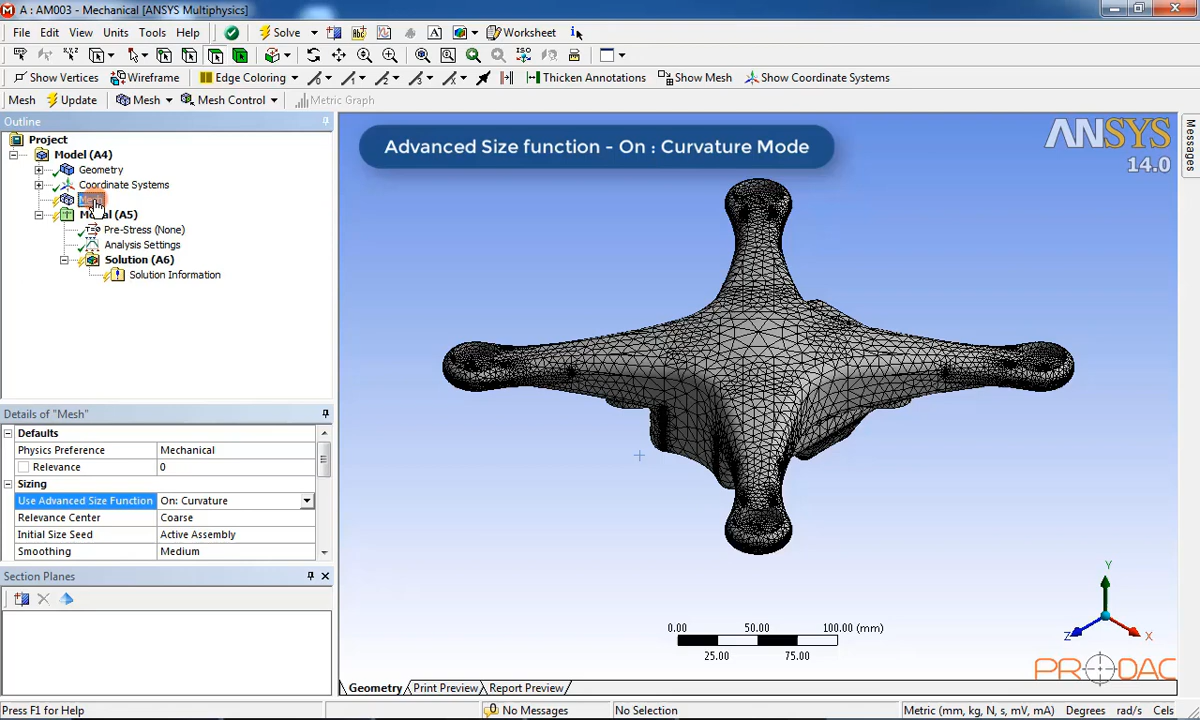 A : AM003 - Mechanical [ANSYS Multiphysics]
File Edit View Units Tools Help Solve Worksheet
Show Vertices Wireframe Edge Coloring Thicken Annotations Show Mesh Show Coordinate Systems
Mesh Update Mesh Mesh Control Metric Graph
Outline
Project
Model (A4)
Geometry
Coordinate Systems
Modal (A5)
Pre-Stress (None)
Analysis Settings
Solution (A6)
Solution Information
Details of "Mesh"
Defaults
Physics Preference Mechanical
Relevance 0
Sizing
Use Advanced Size Function On: Curvature
Relevance Center Coarse
Initial Size Seed Active Assembly
Smoothing Medium
Section Planes
Advanced Size function - On : Curvature Mode
ANSYS
14.0
Messages
0.00 50.00 100.00 (mm)
25.00 75.00
Y
Z X
PRODAC
Geometry Print Preview Report Preview
Press F1 for Help 0 No Messages No Selection Metric (mm, kg, N, s, mV, mA) Degrees rad/s Cels